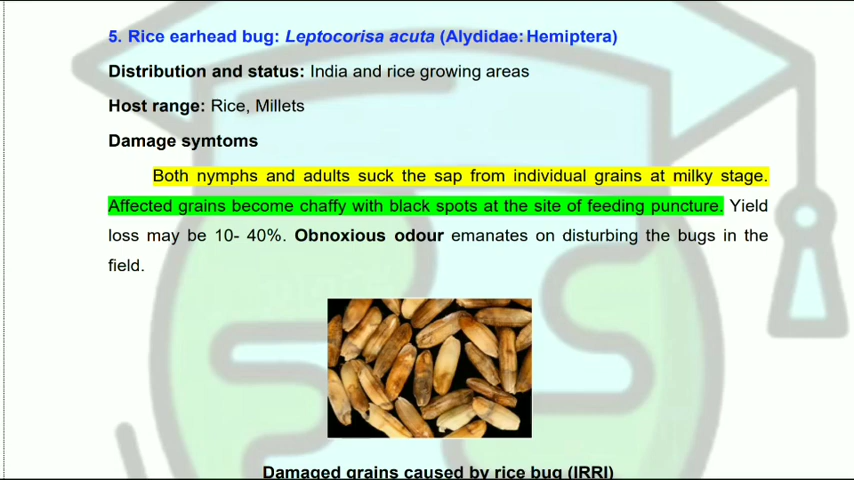 5. Rice earhead bug: Leptocorisa acuta (Alydidae: Hemiptera)
Distribution and status: India and rice growing areas
Host range: Rice, Millets
Damage symtoms
Both nymphs and adults suck the sap from individual grains at milky stage.
Affected grains become chaffy with black spots at the site of feeding puncture. Yield
loss may be 10- 40%. Obnoxious odour emanates on disturbing the bugs in the
field.
Damaged grains caused by rice bug (IRRI)